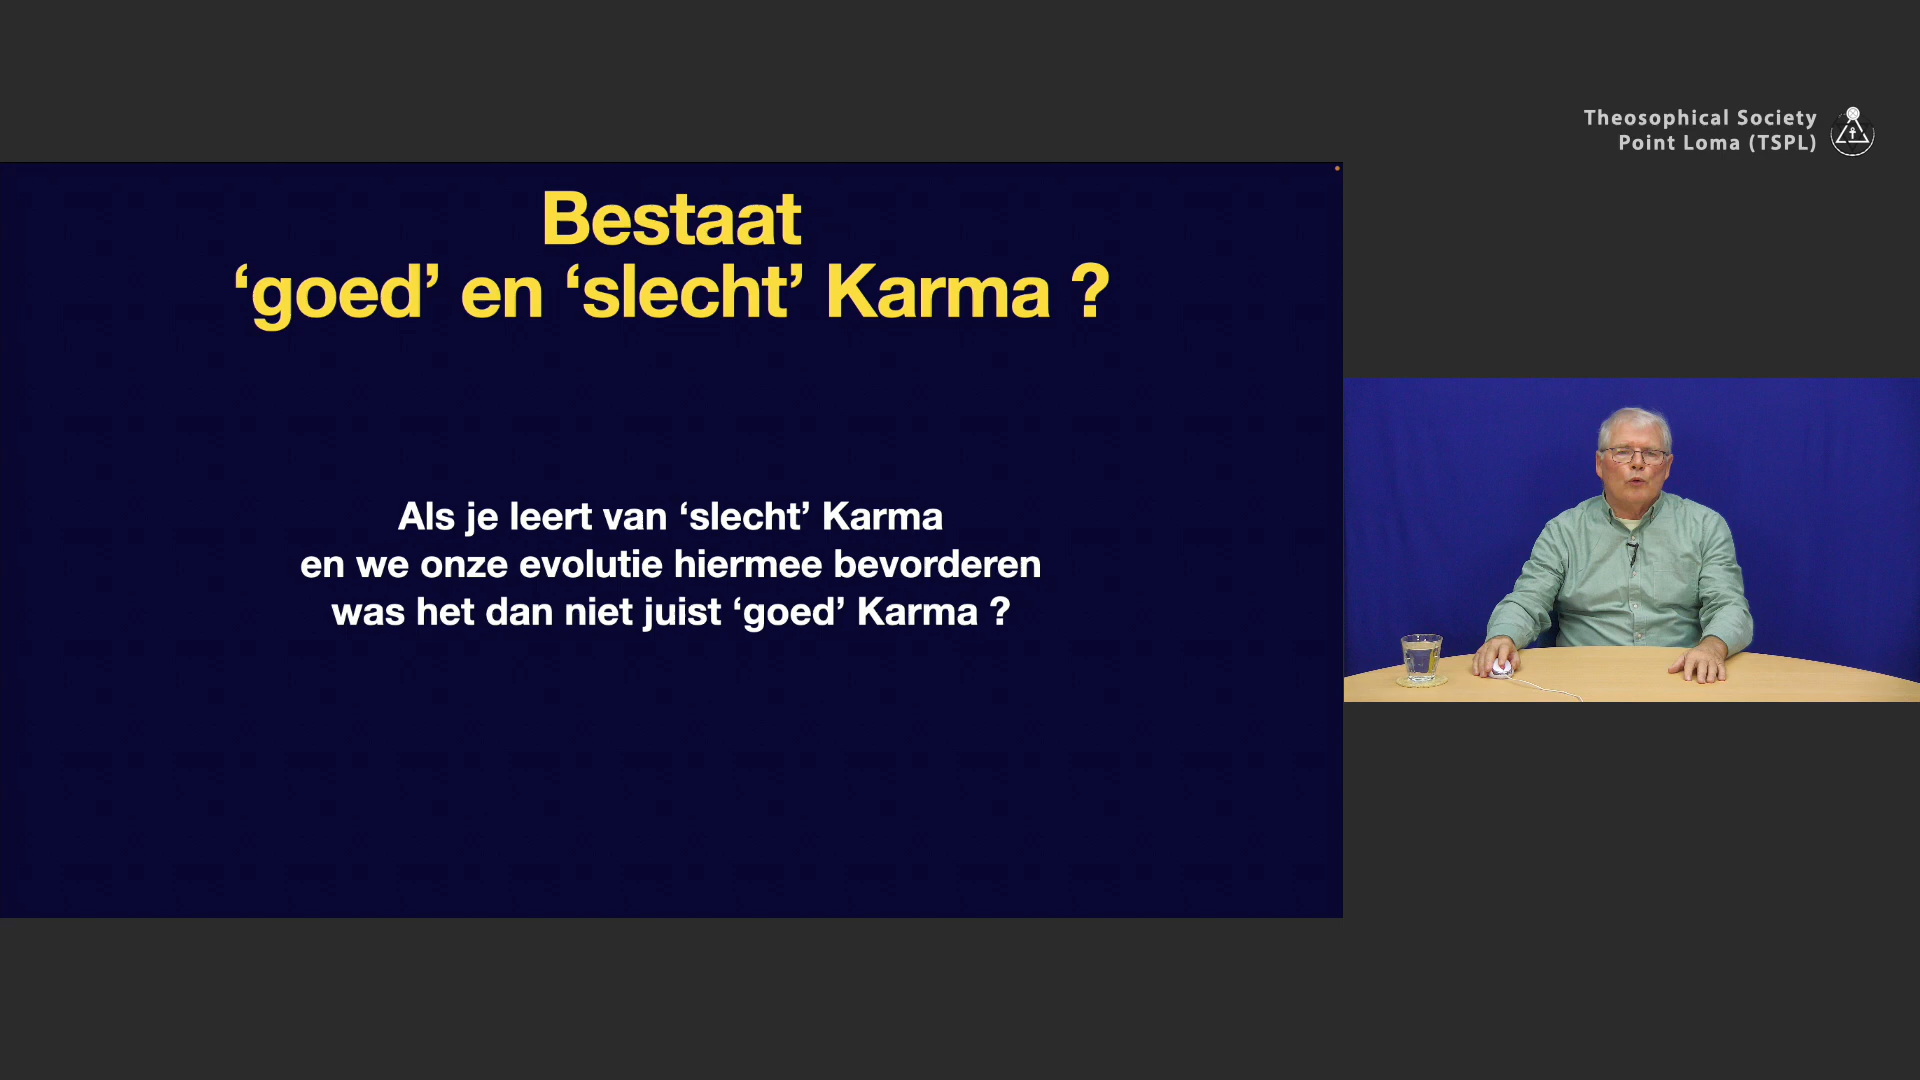 Theosophical Society
Point Loma (TSPL)
Bestaat
‘goed’ en ‘slecht’ Karma ?
Als je leert van ‘slecht’ Karma
en we onze evolutie hiermee bevorderen
was het dan niet juist ‘goed’ Karma ?